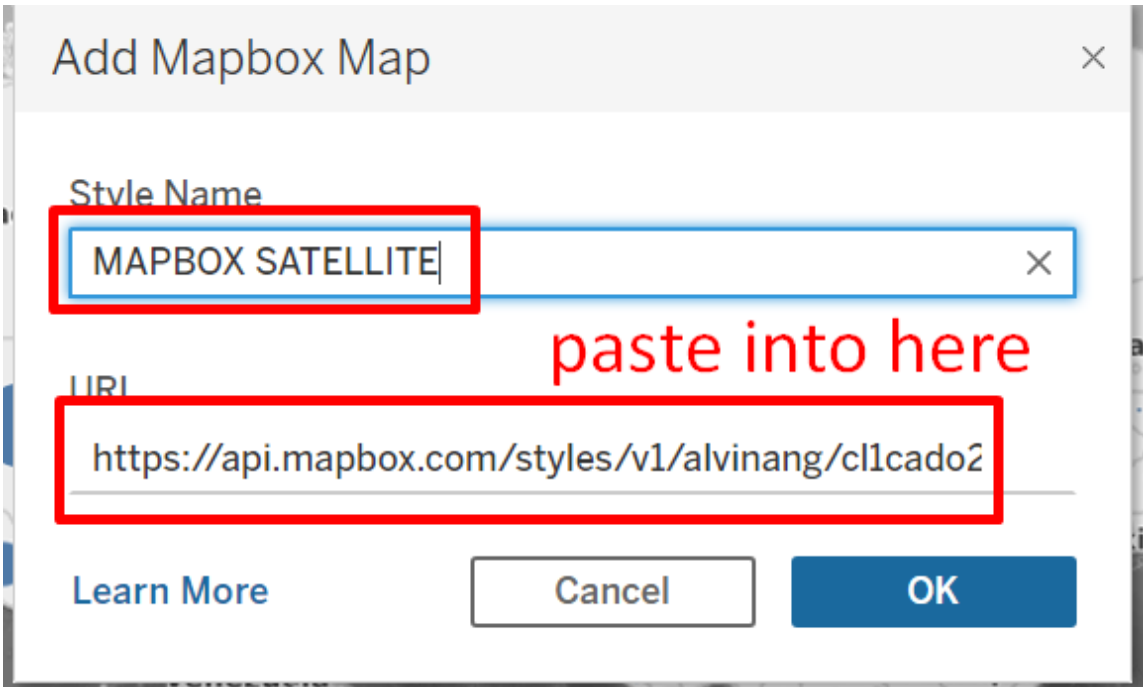 Add Mapbox Map
Style Name
MAPBOX SATELLITE
paste into here
URL
https://api.mapbox.com/styles/v1/alvinang/cl1cado2
Learn More
Cancel
OK